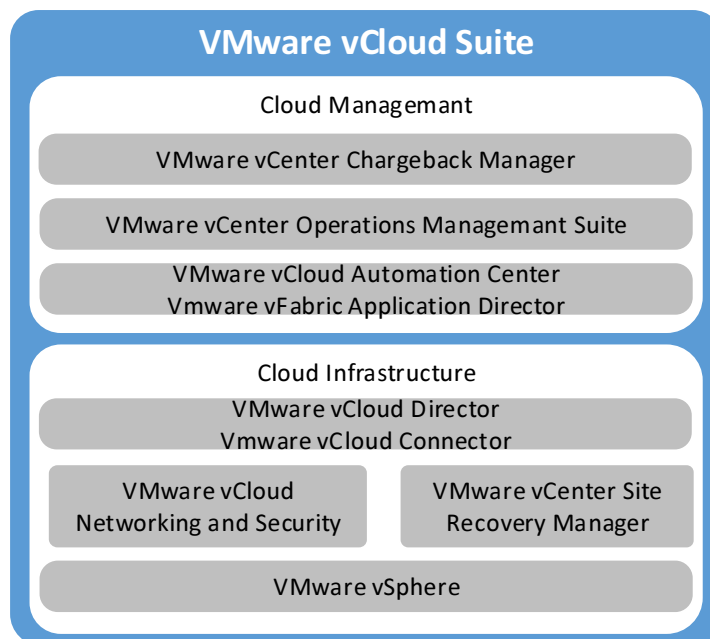 VMware vCloud Suite
Cloud Managemant
VMware vCenter Chargeback Manager
VMware vCenter Operations Managemant Suite
VMware vCloud Automation Center
Vmware vFabric Application Director
Cloud Infrastructure
VMware vCloud Director
Vmware vCloud Connector
VMware vCloud
Networking and Security
VMware vCenter Site
Recovery Manager
VMware vSphere